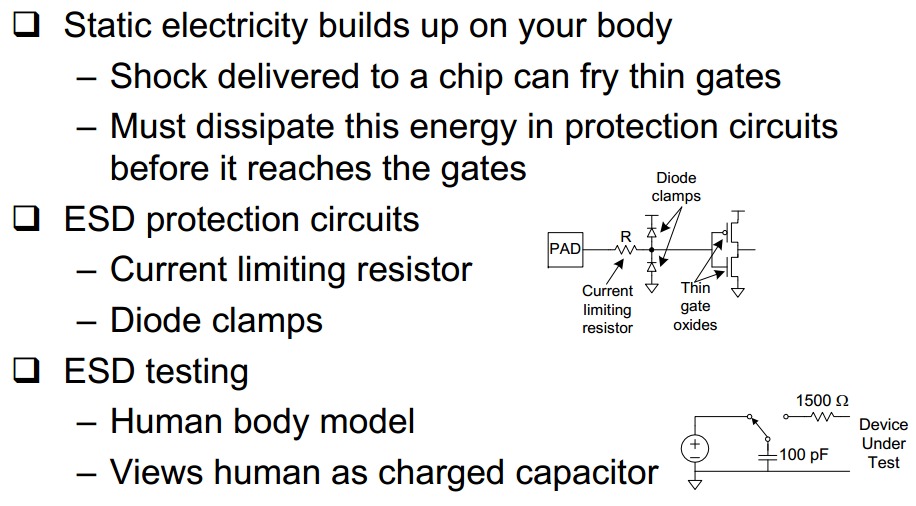 ❑ Static electricity builds up on your body
– Shock delivered to a chip can fry thin gates
– Must dissipate this energy in protection circuits
before it reaches the gates
❑ ESD protection circuits
– Current limiting resistor
– Diode clamps
Diode
clamps
PAD
R
Current
limiting
resistor
Thin
gate
oxides
❑ ESD testing
– Human body model
– Views human as charged capacitor
1500 Ω
100 pF
Device
Under
Test